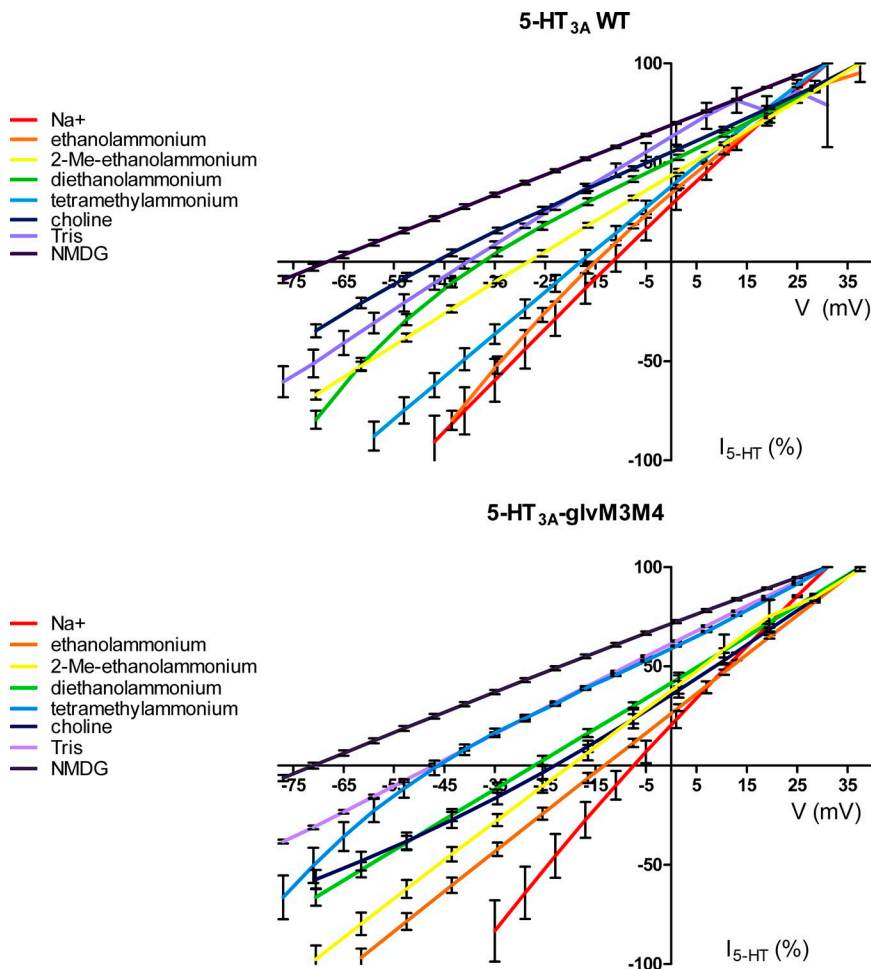 5-HT3A WT
Na+
ethanolammonium
2-Me-ethanolammonium
diethanolammonium
tetramethylammonium
choline
Tris
NMDG
100
50
-75 -65 -55 -45 -35 -25 -15 -5 5 15 25 35
V (mV)
-50
I5-HT (%)
-100
5-HT3A-glvM3M4
Na+
ethanolammonium
2-Me-ethanolammonium
diethanolammonium
tetramethylammonium
choline
Tris
NMDG
100
50
-75 -65 -55 -45 -35 -25 -15 -5 5 15 25 35
V (mV)
-50
I5-HT (%)
-100